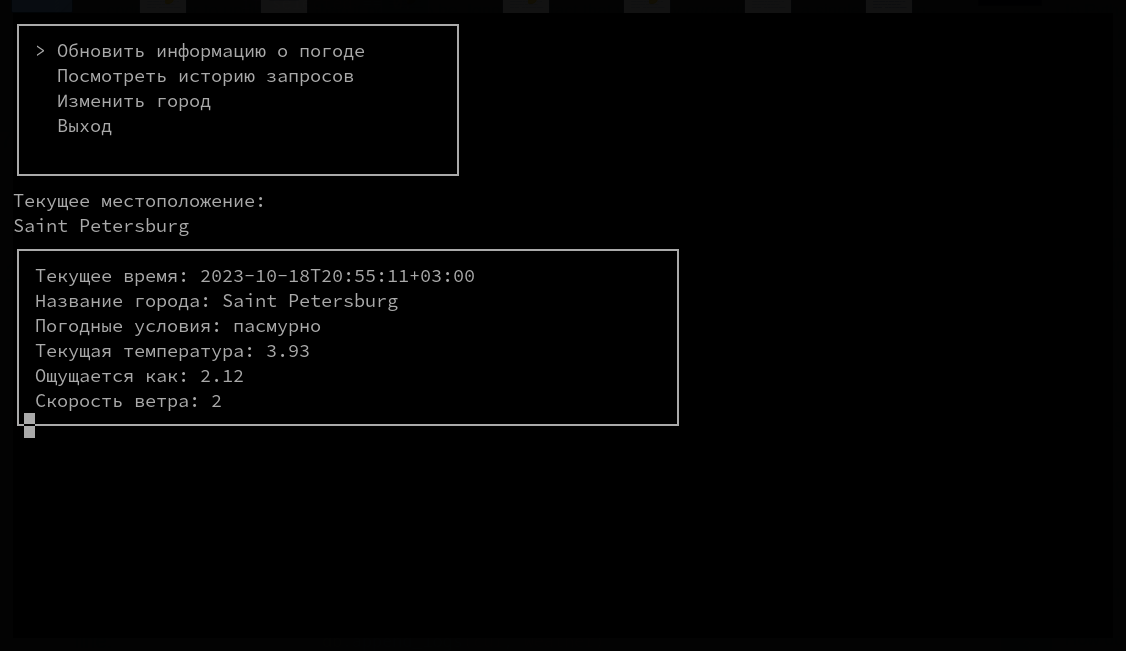 > Обновить информацию о погоде
Посмотреть историю запросов
Изменить город
Выход
Текущее местоположение:
Saint Petersburg
Текущее время: 2023-10-18T20:55:11+03:00
Название города: Saint Petersburg
Погодные условия: пасмурно
Текущая температура: 3.93
Ощущается как: 2.12
Скорость ветра: 2